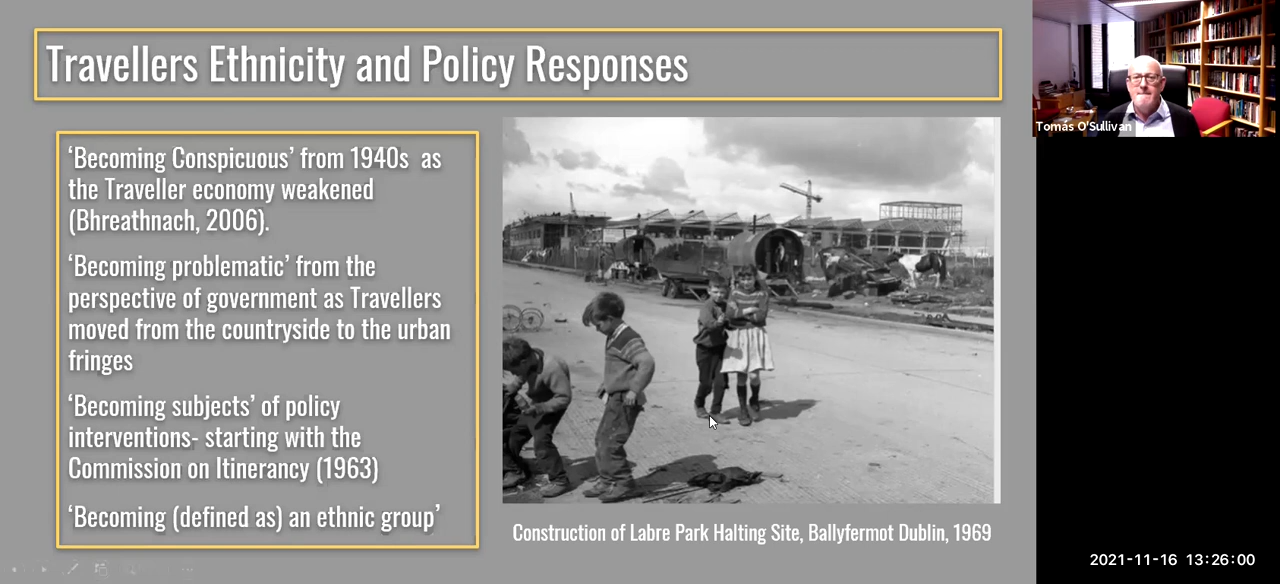 Travellers Ethnicity and Policy Responses
‘Becoming Conspicuous’ from 1940s  as
the Traveller economy weakened
(Bhreathnach, 2006).
‘Becoming problematic’ from the
perspective of government as Travellers
moved from the countryside to the urban
fringes
‘Becoming subjects’ of policy
interventions- starting with the
Commission on Itinerancy (1963)
‘Becoming (defined as) an ethnic group’
Construction of Labre Park Halting Site, Ballyfermot Dublin, 1969
Tomás O'Sullivan
2021-11-16 13:26:00